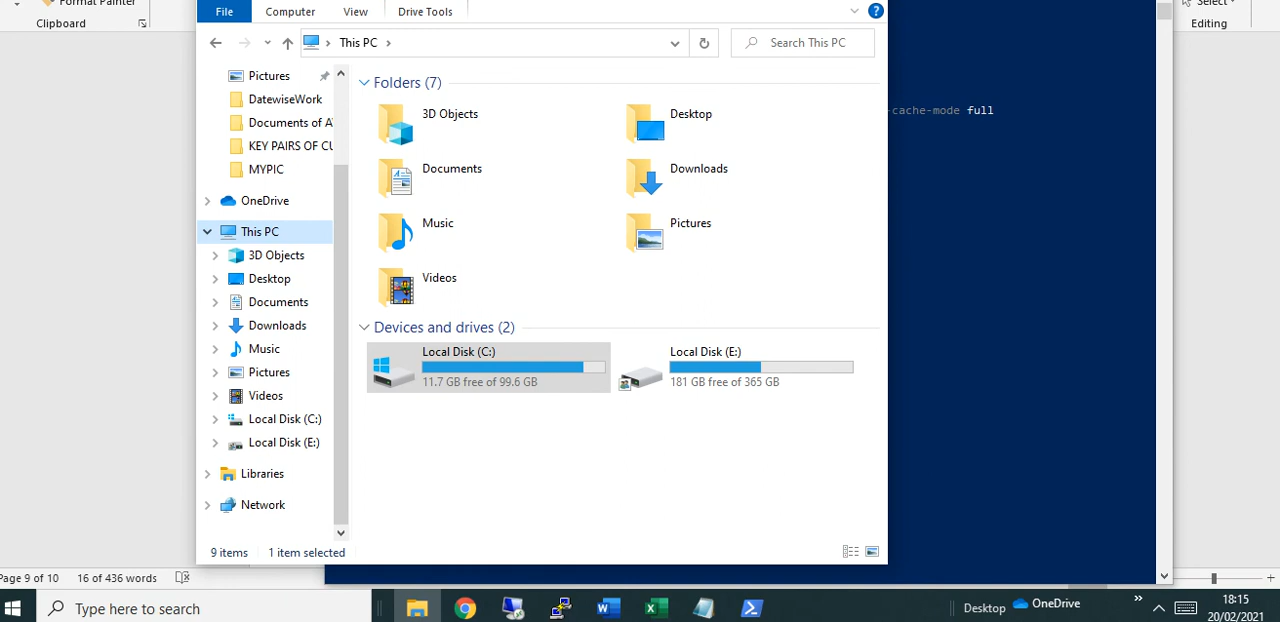 Format Painter
Clipboard
Select
Editing
File
Computer
View
Drive Tools
This PC
Search This PC
Pictures
DatewiseWork
Documents of A
KEY PAIRS OF CU
MYPIC
OneDrive
This PC
3D Objects
Desktop
Documents
Downloads
Music
Pictures
Videos
Local Disk (C:)
Local Disk (E:)
Libraries
Network
Folders (7)
3D Objects
Desktop
Documents
Downloads
Music
Pictures
Videos
Devices and drives (2)
Local Disk (C:)
11.7 GB free of 99.6 GB
Local Disk (E:)
181 GB free of 365 GB
9 items
1 item selected
-cache-mode full
Page 9 of 10
16 of 436 words
Type here to search
Desktop
OneDrive
18:15
20/02/2021